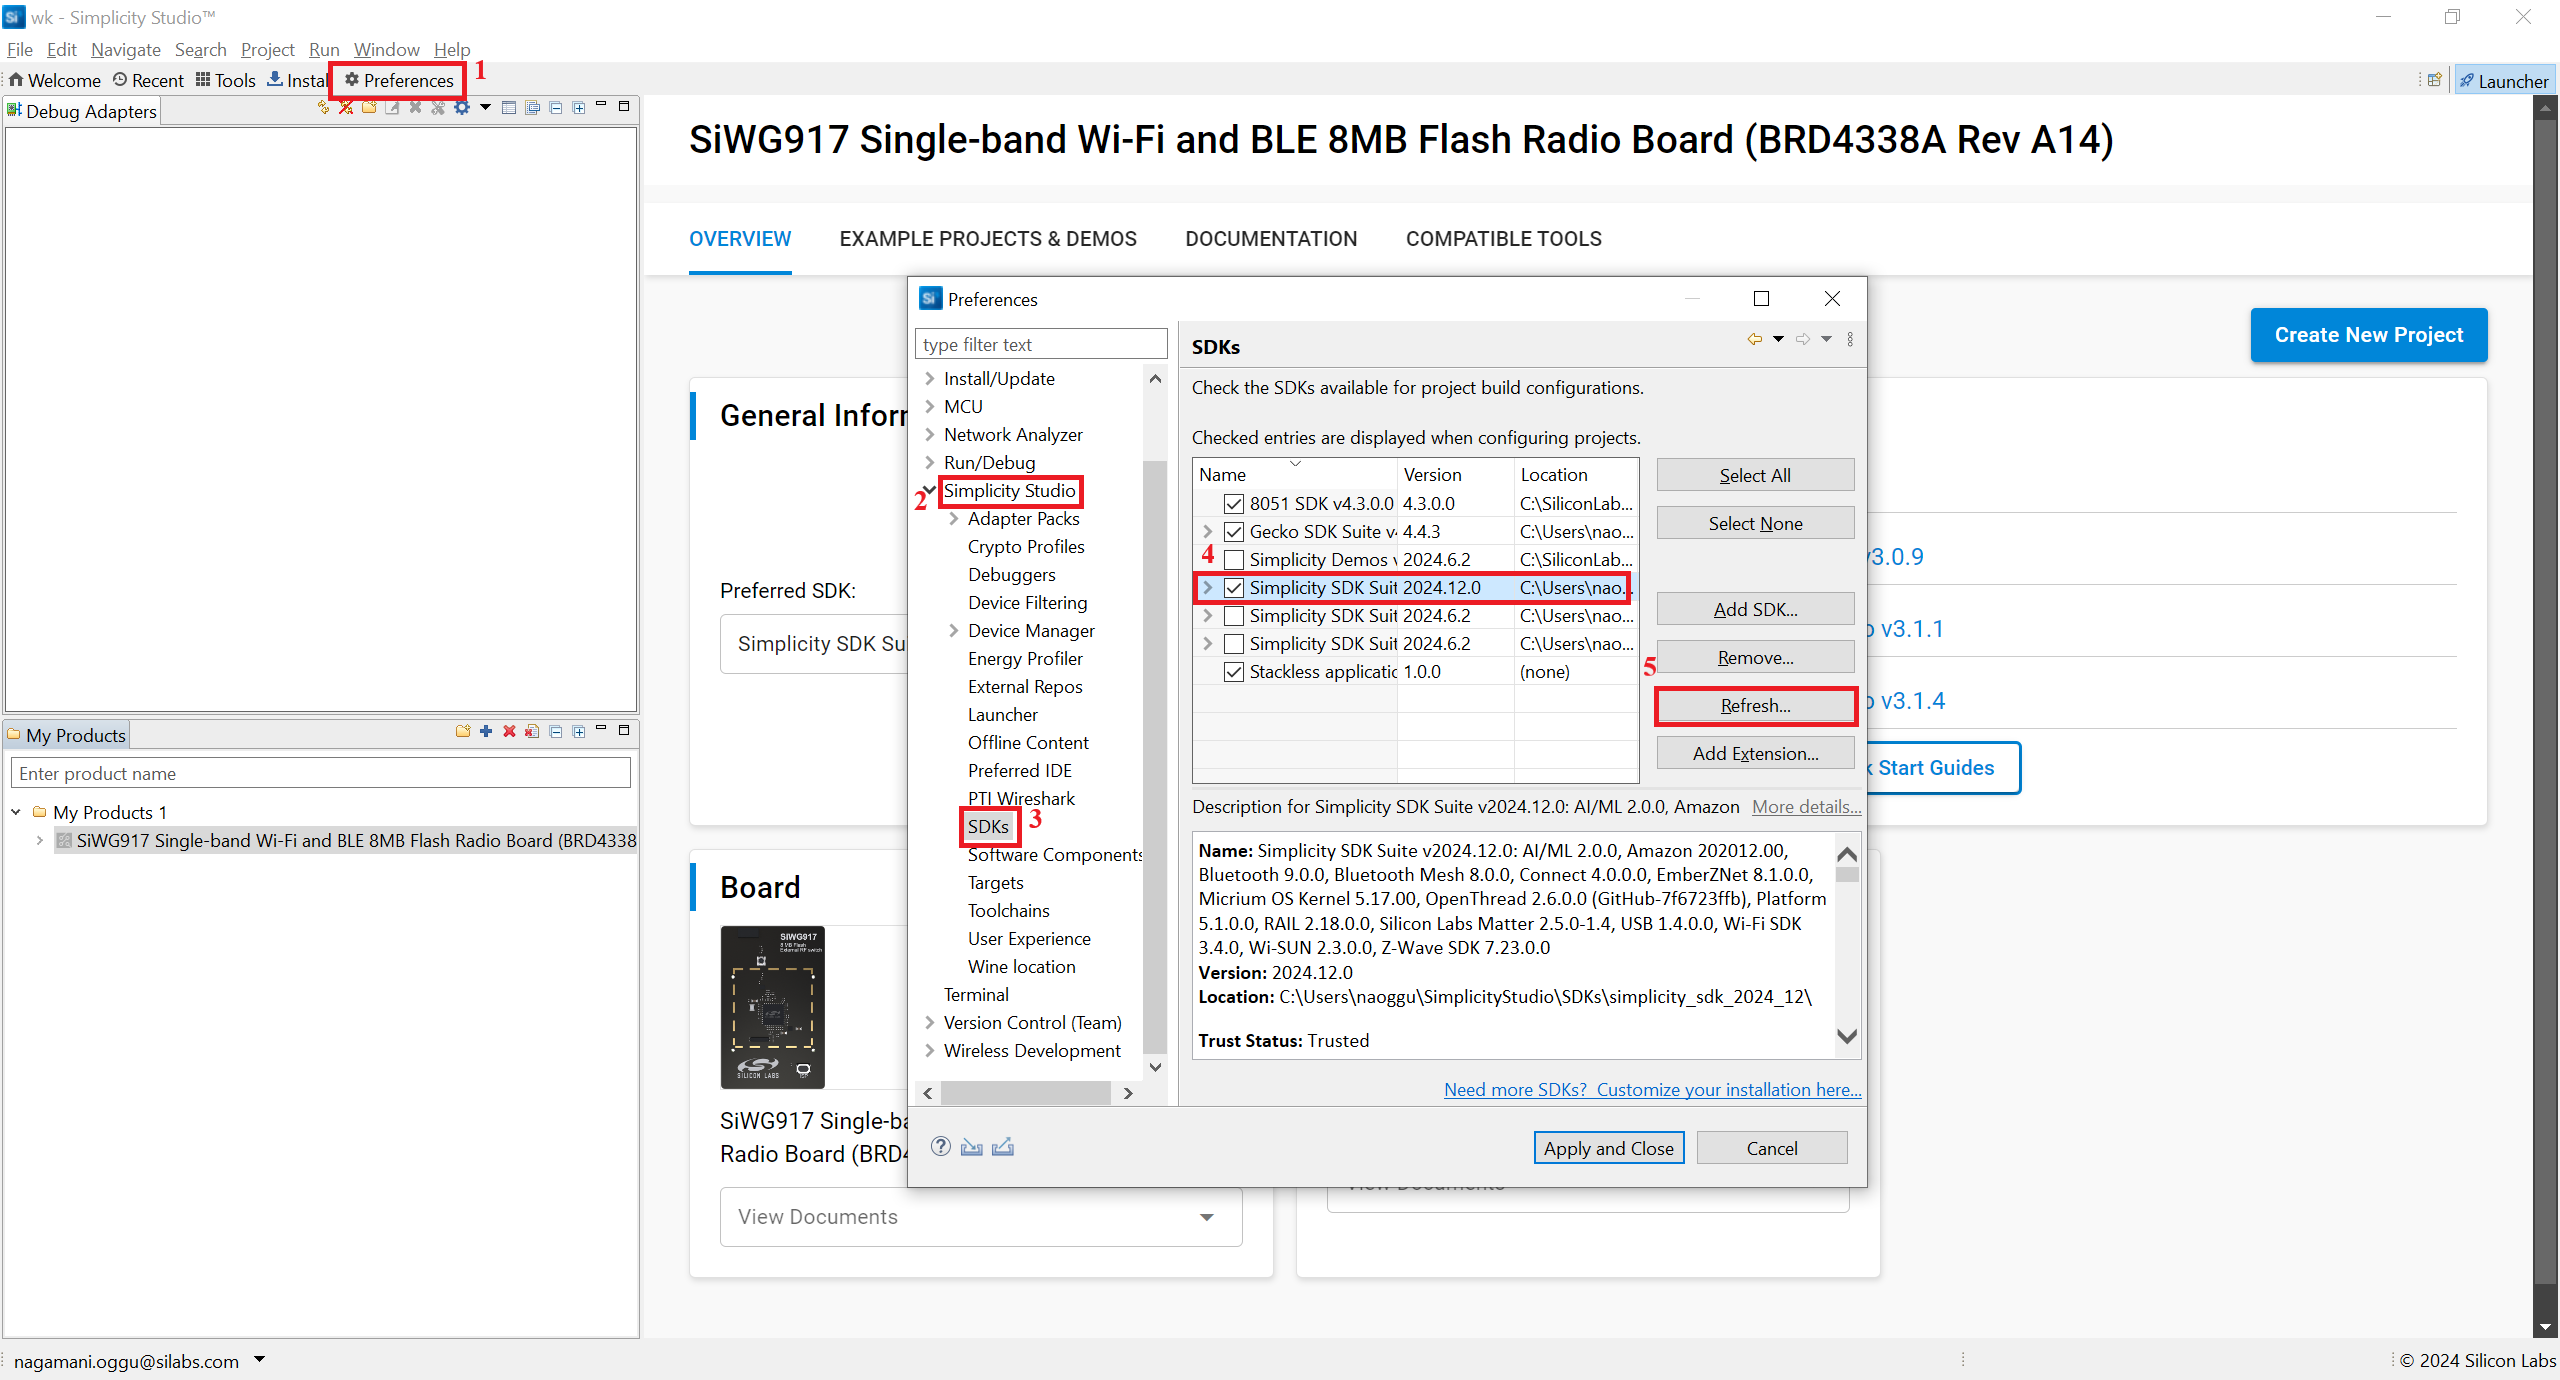 wk - Simplicity Studio™
File Edit Navigate Search Project Run Window Help
Welcome Recent Tools Instal Preferences 1
Launcher
Debug Adapters
SiWG917 Single-band Wi-Fi and BLE 8MB Flash Radio Board (BRD4338A Rev A14)
OVERVIEW EXAMPLE PROJECTS & DEMOS DOCUMENTATION COMPATIBLE TOOLS
Create New Project
General Inforr
Preferred SDK:
Simplicity SDK Su
v3.0.9
v3.1.1
v3.1.4
Start Guides
My Products
Enter product name
My Products 1
SiWG917 Single-band Wi-Fi and BLE 8MB Flash Radio Board (BRD4338
Board
SIWG917
8 MB Flash
External RF switch
SILICON LABS
SiWG917 Single-ba
Radio Board (BRD4
View Documents
View Documents
Preferences
type filter text
Install/Update
MCU
Network Analyzer
Run/Debug
2 Simplicity Studio
Adapter Packs
Crypto Profiles
Debuggers
Device Filtering
Device Manager
Energy Profiler
External Repos
Launcher
Offline Content
Preferred IDE
PTI Wireshark
SDKs 3
Software Components
Targets
Toolchains
User Experience
Wine location
Terminal
Version Control (Team)
Wireless Development
SDKs
Check the SDKs available for project build configurations.
Checked entries are displayed when configuring projects.
Name Version Location
8051 SDK v4.3.0.0 4.3.0.0 C:\SiliconLab...
Gecko SDK Suite v4 4.4.3 C:\Users\nao...
4 Simplicity Demos v 2024.6.2 C:\SiliconLab...
Simplicity SDK Suit 2024.12.0 C:\Users\nao...
Simplicity SDK Suit 2024.6.2 C:\Users\nao...
Simplicity SDK Suit 2024.6.2 C:\Users\nao...
Stackless applicatic 1.0.0 (none)
Select All
Select None
Add SDK...
Remove...
5
Refresh...
Add Extension...
Description for Simplicity SDK Suite v2024.12.0: AI/ML 2.0.0, Amazon More details...
Name: Simplicity SDK Suite v2024.12.0: AI/ML 2.0.0, Amazon 202012.00,
Bluetooth 9.0.0, Bluetooth Mesh 8.0.0, Connect 4.0.0.0, EmberZNet 8.1.0.0,
Micrium OS Kernel 5.17.00, OpenThread 2.6.0.0 (GitHub-7f6723ffb), Platform
5.1.0.0, RAIL 2.18.0.0, Silicon Labs Matter 2.5.0-1.4, USB 1.4.0.0, Wi-Fi SDK
3.4.0, Wi-SUN 2.3.0.0, Z-Wave SDK 7.23.0.0
Version: 2024.12.0
Location: C:\Users\naoggu\SimplicityStudio\SDKs\simplicity_sdk_2024_12\
Trust Status: Trusted
Need more SDKs? Customize your installation here...
Apply and Close Cancel
nagamani.oggu@silabs.com
© 2024 Silicon Labs